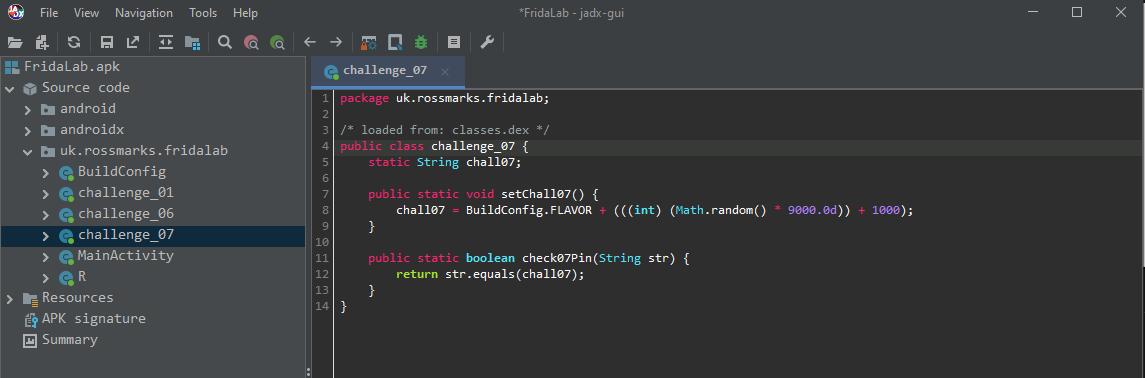 JADX
File View Navigation Tools Help
*FridaLab - jadx-gui
FridaLab.apk
Source code
android
androidx
uk.rossmarks.fridalab
BuildConfig
challenge_01
challenge_06
challenge_07
MainActivity
R
Resources
APK signature
Summary
challenge_07
1 package uk.rossmarks.fridalab;
2
3 /* loaded from: classes.dex */
4 public class challenge_07 {
5 static String chall07;
6
7 public static void setChall07() {
8 chall07 = BuildConfig.FLAVOR + (((int) (Math.random() * 9000.0d)) + 1000);
9 }
10
11 public static boolean check07Pin(String str) {
12 return str.equals(chall07);
13 }
14 }